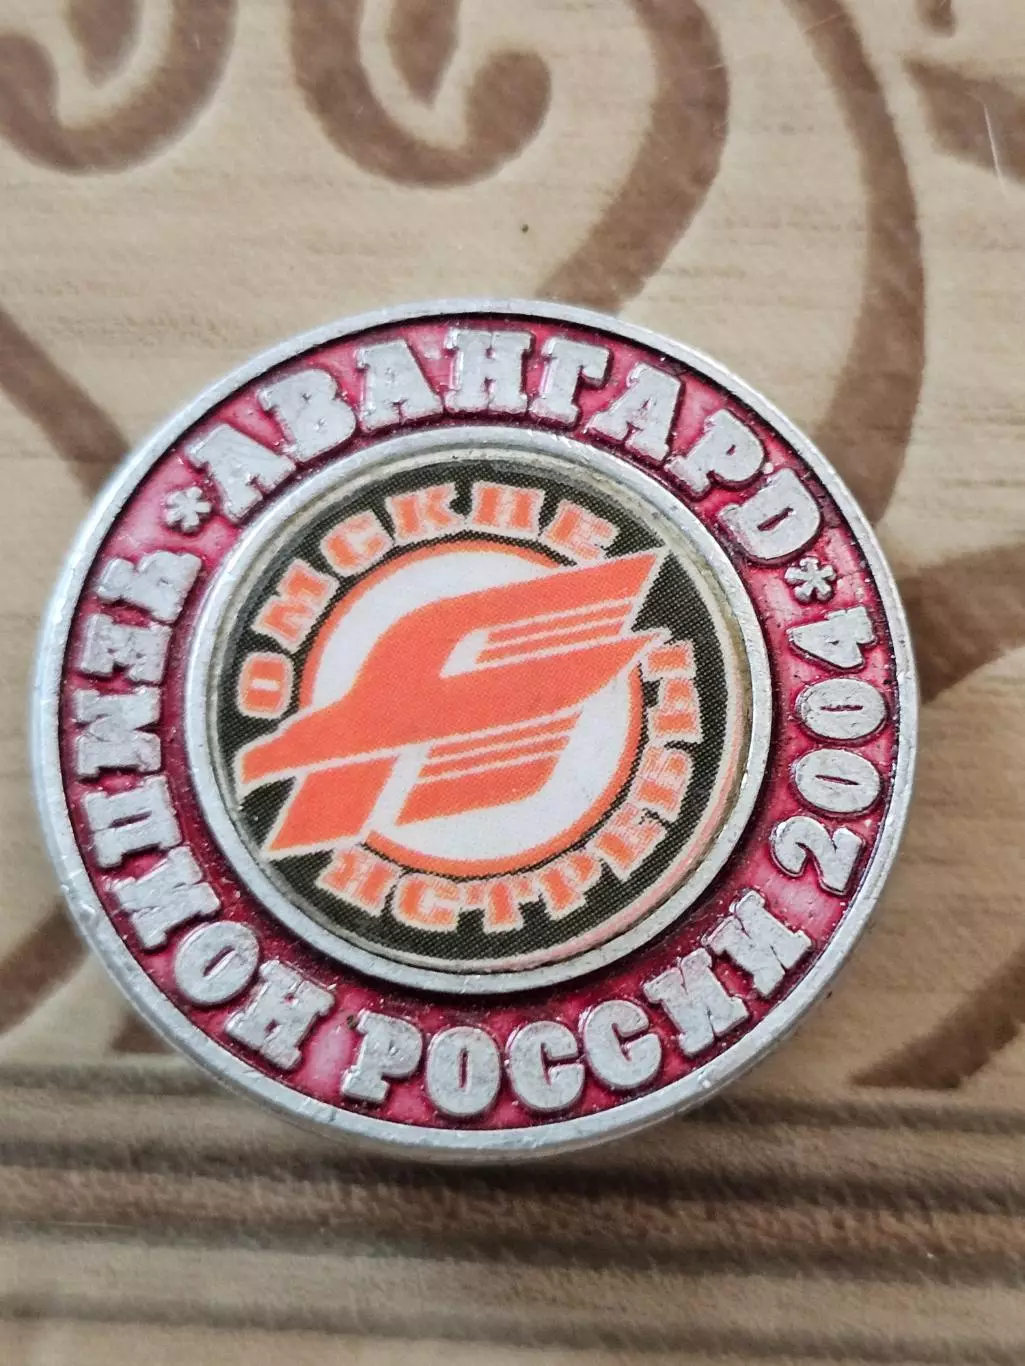 *АВАНГАРД*
ЧЕМПИОН РОССИИ 2004
ОМСКИЕ
ЯСТРЕБЫ